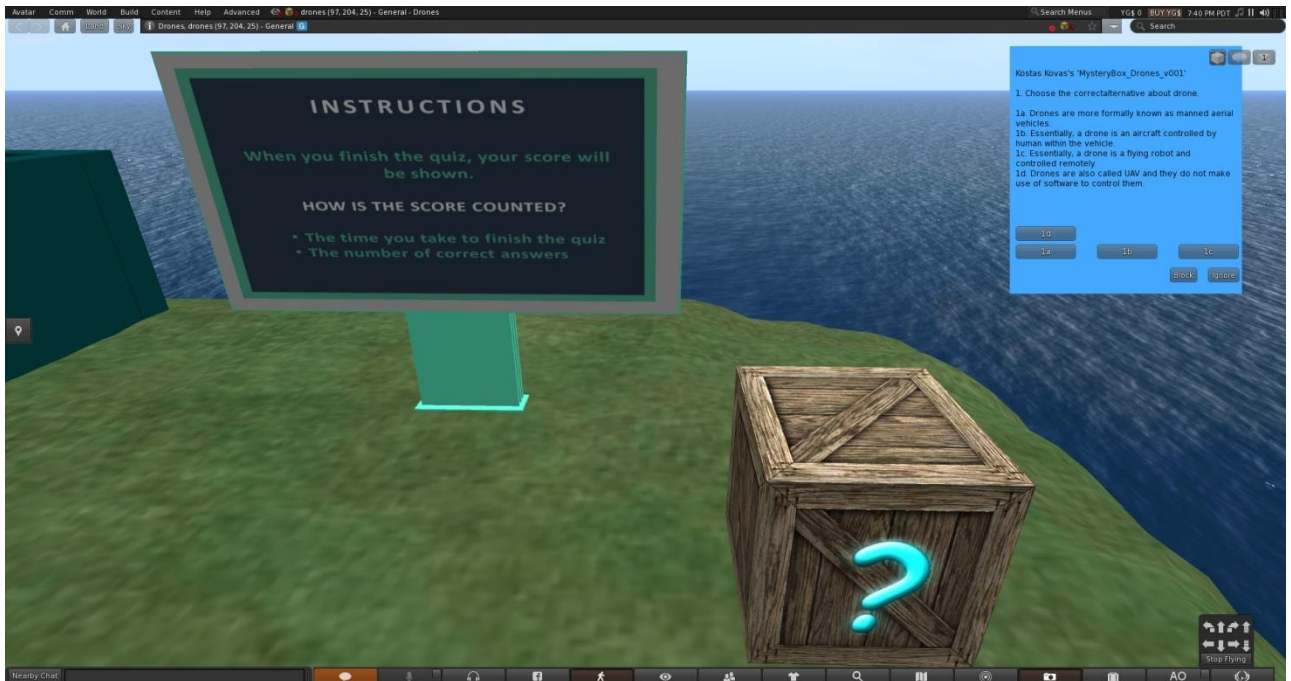 Avatar Comm World Build Content Help Advanced drones (97, 204, 25) - General - Drones
Search Menus YG$ 0 BUY YG$ 7:40 PM PDT
Land Sky Drones, drones (97, 204, 25) - General G
Search
INSTRUCTIONS
When you finish the quiz, your score will
be shown.
HOW IS THE SCORE COUNTED?
• The time you take to finish the quiz
• The number of correct answers
Kostas Kovas's 'MysteryBox_Drones_v001'
1. Choose the correctalternative about drone.
1a. Drones are more formally known as manned aerial
vehicles.
1b. Essentially, a drone is an aircraft controlled by
human within the vehicle.
1c. Essentially, a drone is a flying robot and
controlled remotely
1d. Drones are also called UAV and they do not make
use of software to control them.
1d
1a 1b 1c
Block Ignore
?
Stop Flying
Nearby Chat
AO